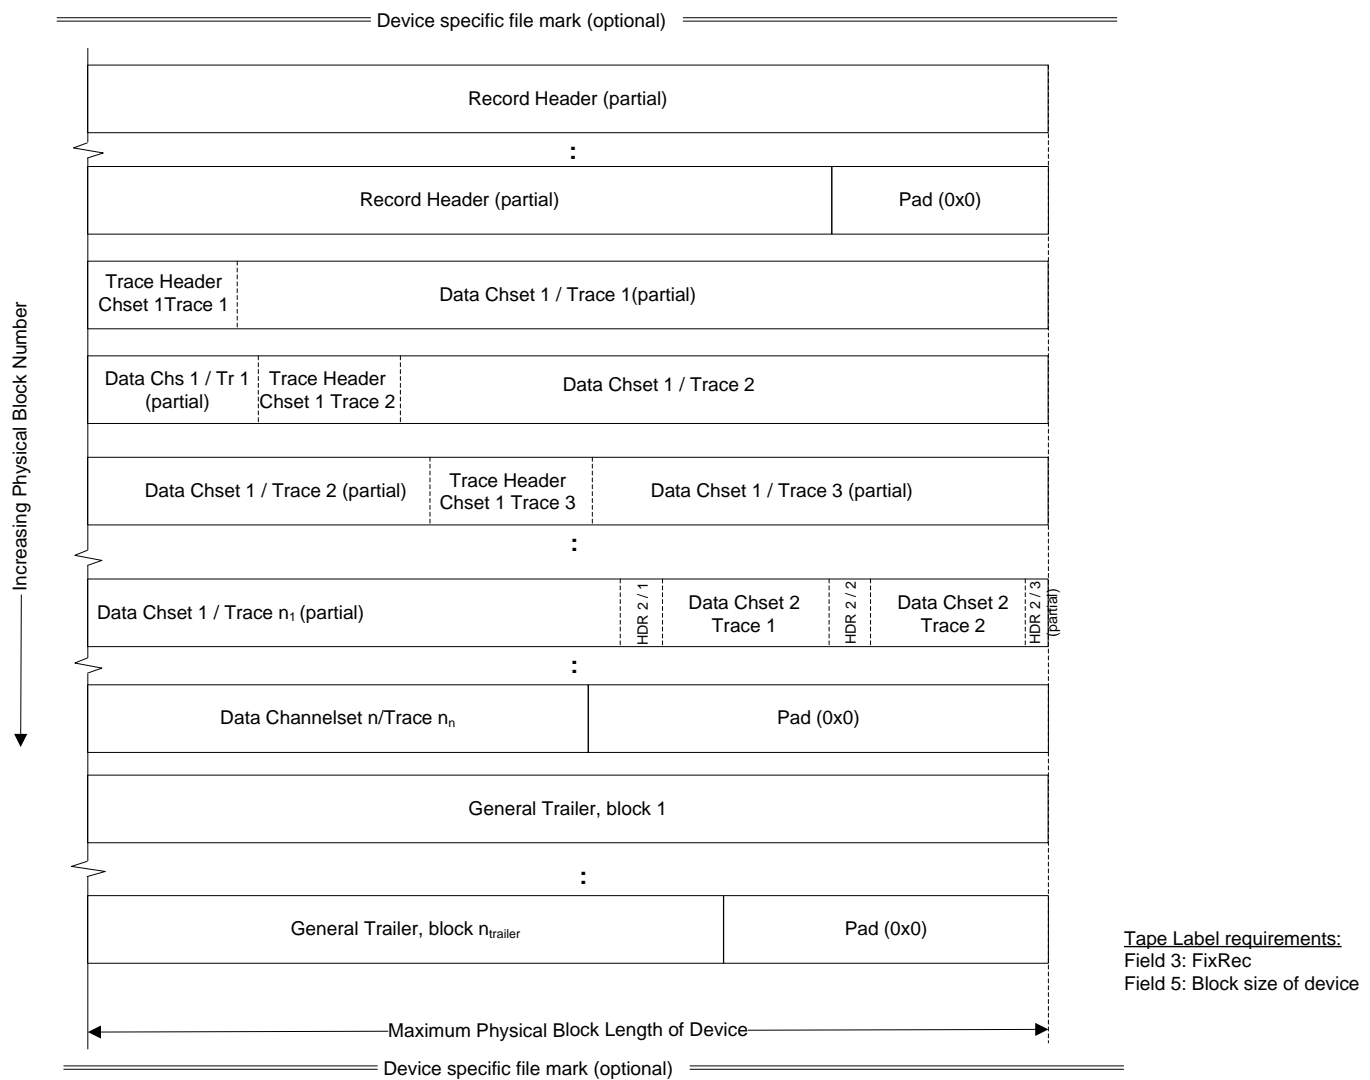 Device specific file mark (optional)
Record Header (partial)
:
Record Header (partial)
Pad (0x0)
Trace Header
Chset 1Trace 1
Data Chset 1 / Trace 1(partial)
Data Chs 1 / Tr 1
(partial)
Trace Header
Chset 1 Trace 2
Data Chset 1 / Trace 2
Data Chset 1 / Trace 2 (partial)
Trace Header
Chset 1 Trace 3
Data Chset 1 / Trace 3 (partial)
:
Data Chset 1 / Trace n1 (partial)
HDR 2 / 1
Data Chset 2
Trace 1
HDR 2 / 2
Data Chset 2
Trace 2
HDR 2 / 3
(partial)
:
Data Channelset n/Trace nn
Pad (0x0)
General Trailer, block 1
:
General Trailer, block ntrailer
Pad (0x0)
Increasing Physical Block Number
Tape Label requirements:
Field 3: FixRec
Field 5: Block size of device
Maximum Physical Block Length of Device
Device specific file mark (optional)